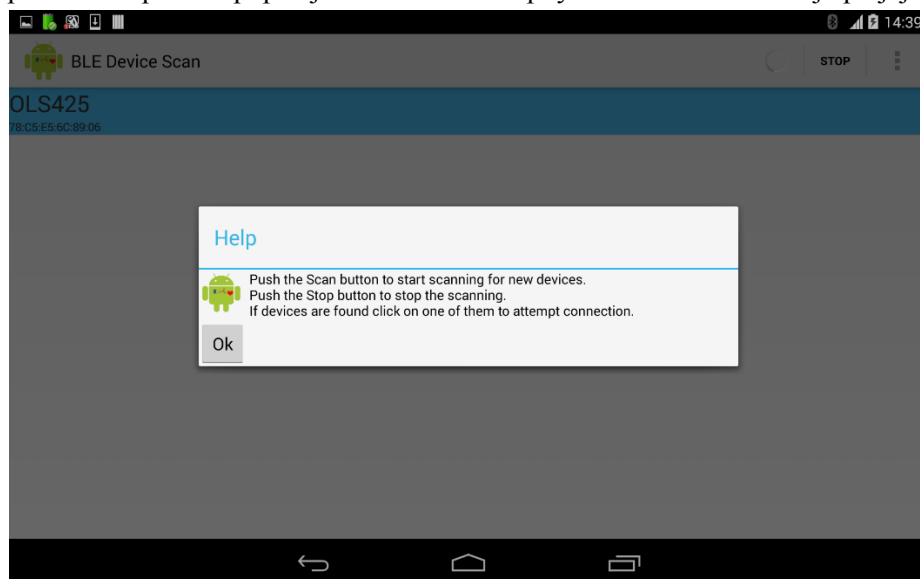 14:39
BLE Device Scan
STOP
OLS425
78:C5:E5:6C:89:06
Help
Push the Scan button to start scanning for new devices.
Push the Stop button to stop the scanning.
If devices are found click on one of them to attempt connection.
Ok